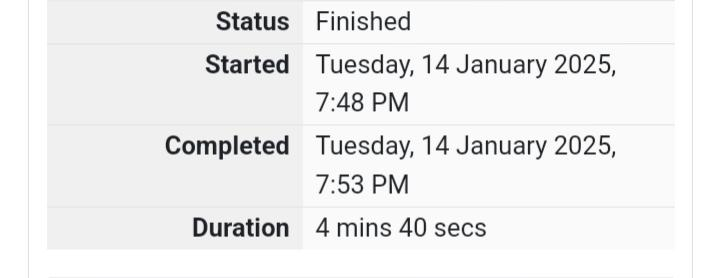 Status Finished
Started Tuesday, 14 January 2025,
7:48 PM
Completed Tuesday, 14 January 2025,
7:53 PM
Duration 4 mins 40 secs